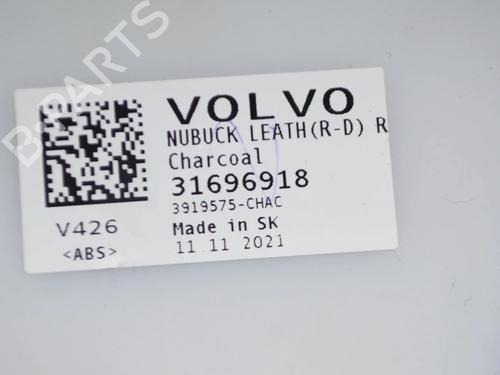 B-PARTS
VOLVO
NUBUCK LEATH(R-D) R
Charcoal
31696918
3919575-CHAC
V426
Made in SK
<ABS>
11 11 2021